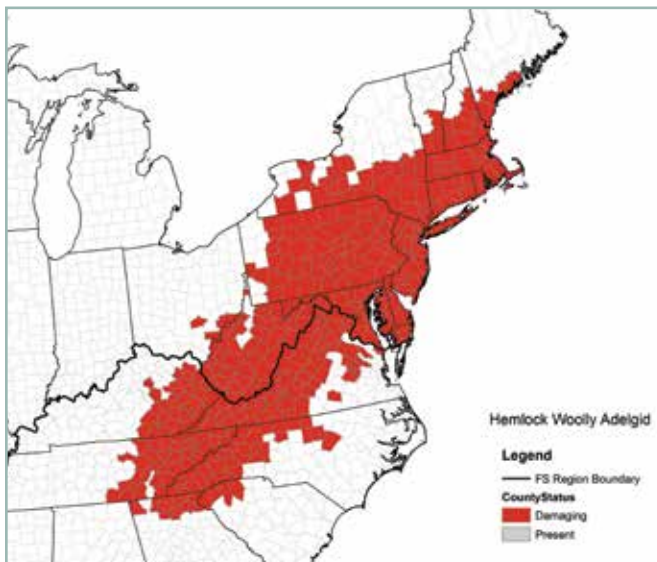 Hemlock Woolly Adelgid
Legend
FS Region Boundary
CountyStatus
Damaging
Present